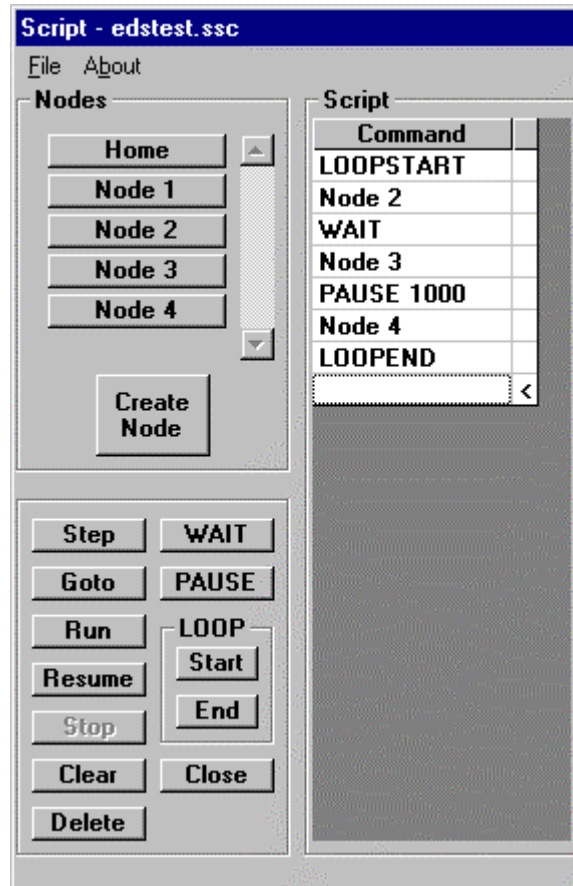 Script - edstest.ssc
File About
Nodes
Home
Node 1
Node 2
Node 3
Node 4
Create
Node
Step
WAIT
Goto
PAUSE
Run
LOOP
Start
Resume
End
Stop
Clear
Close
Delete
Script
Command
LOOPSTART
Node 2
WAIT
Node 3
PAUSE 1000
Node 4
LOOPEND
<